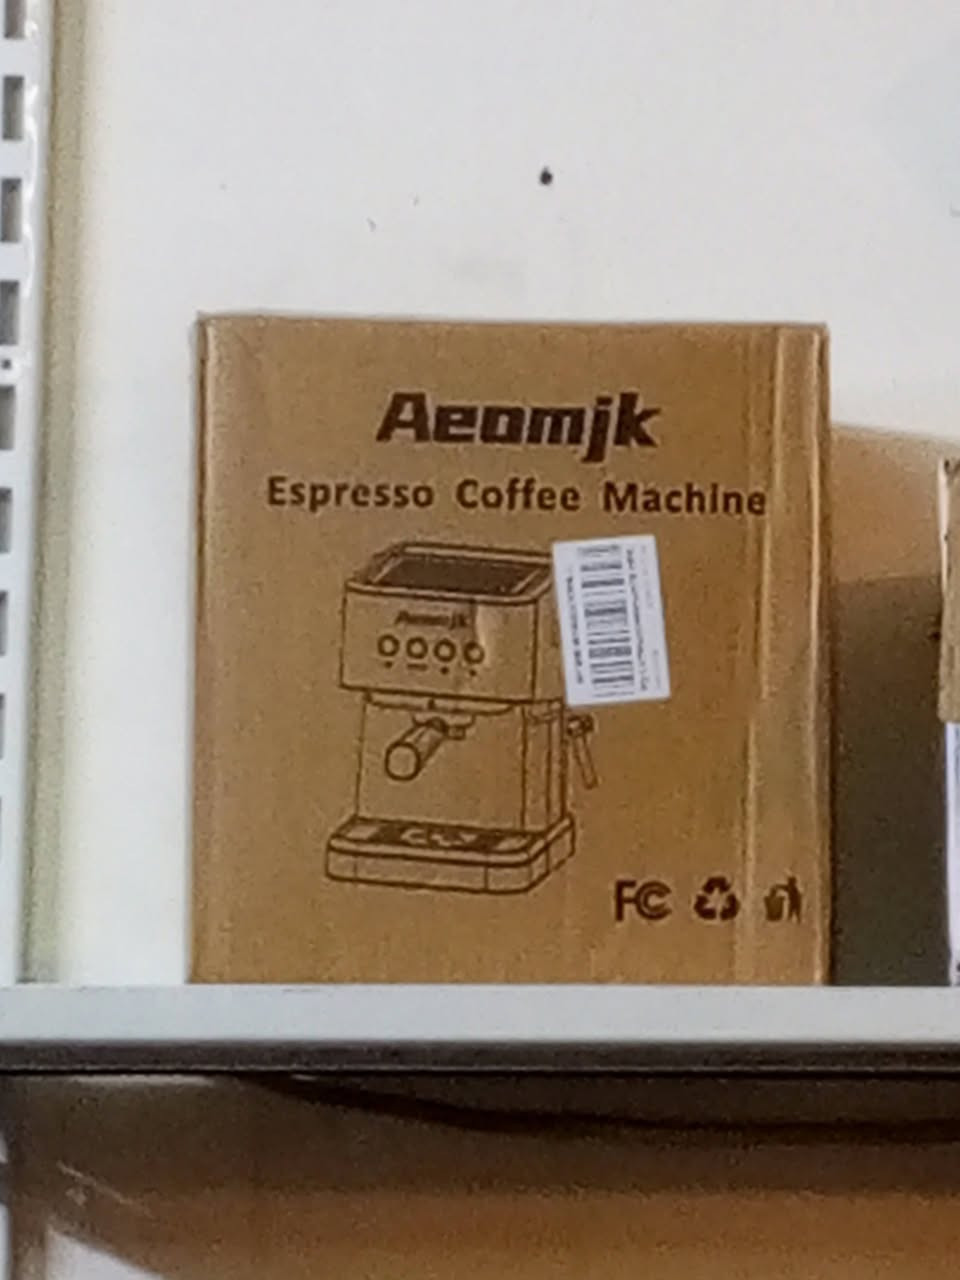 Aeomjk
Espresso Coffee Machine
Aeomjk
FC